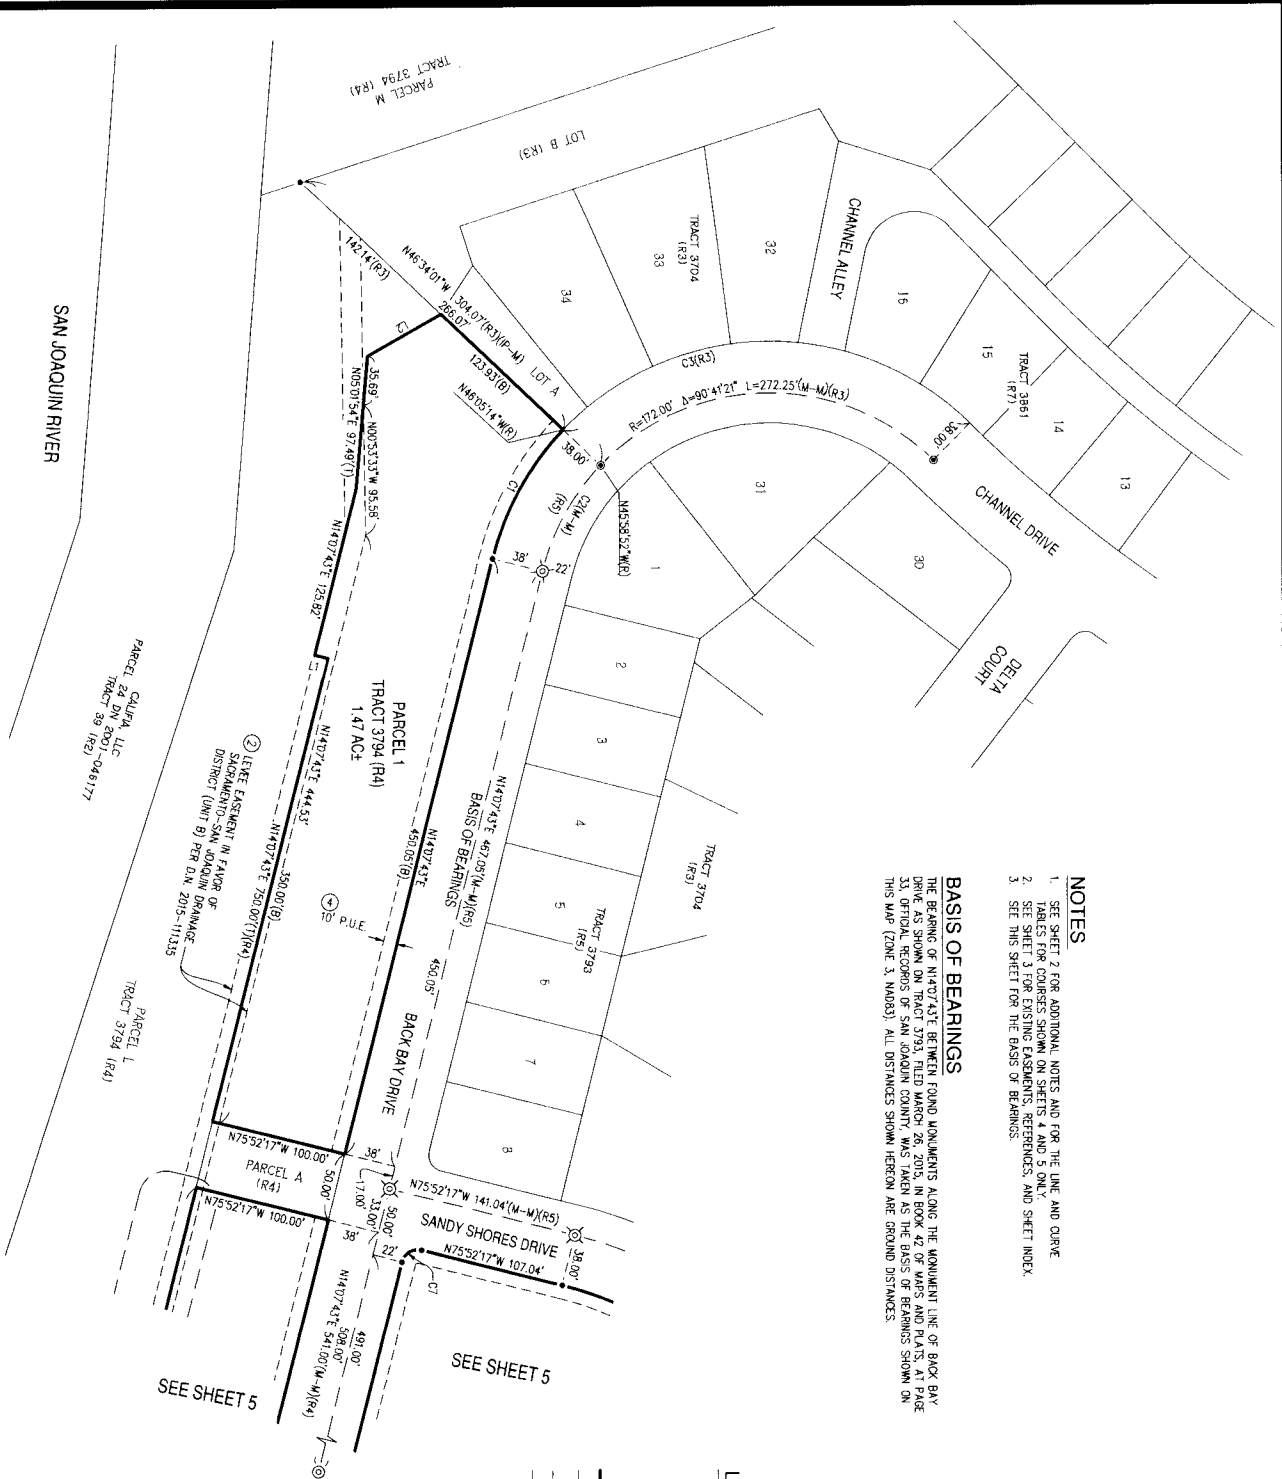 NOTES
1. SEE SHEET 2 FOR ADDITIONAL NOTES AND FOR THE LINE AND CURVE
TABLES FOR COURSES SHOWN ON SHEETS 4 AND 5 ONLY.
2. SEE SHEET 3 FOR EXISTING EASEMENTS, REFERENCES, AND SHEET INDEX.
3. SEE THIS SHEET FOR THE BASIS OF BEARINGS.
BASIS OF BEARINGS
THE BEARING OF N14°07'43"E BETWEEN FOUND MONUMENTS ALONG THE MONUMENT LINE OF BACK BAY
DRIVE AS SHOWN ON TRACT 3793, FILED MARCH 26, 2015, IN BOOK 42 OF MAPS AND PLATS, AT PAGE
33, OFFICIAL RECORDS OF SAN JOAQUIN COUNTY, WAS TAKEN AS THE BASIS OF BEARINGS SHOWN ON
THIS MAP (ZONE 3, NAD83). ALL DISTANCES SHOWN HEREON ARE GROUND DISTANCES.
PARCEL M
TRACT 3794 (R4)
LOT B (R3)
CHANNEL ALLEY
32
TRACT 3704
(R3)
33
34
16
15
TRACT 3861
(R7)
14
13
CHANNEL DRIVE
38.00'
C3(R3)
R=172.00' Δ=90°41'21" L=272.25'(M-M)(R3)
31
30
DELTA
COURT
142.14'(R3)
N46°34'01"W 304.07'(R3)(IP-M)
266.07'
LOT A
123.93'(B)
N46°05'14"W(R)
38.00'
C2(M-M)
(R5)
N45°58'52"W(R)
L2
35.69'
N00°53'33"W 95.58'
N05°01'54"E 97.49'(T)
C1
38'
22'
1
2
3
4
5
6
7
8
TRACT 3704
(R3)
TRACT 3793
(R5)
SAN JOAQUIN RIVER
N14°07'43"E 125.82'
L1
N14°07'43"E 444.53'
PARCEL 1
TRACT 3794 (R4)
1.47 AC±
N14°07'43"E 467.05'(M-M)(R5)
BASIS OF BEARINGS
N14°07'43"E
450.05'(B)
450.05'
④
10' P.U.E.
BACK BAY DRIVE
350.00'(B)
N14°07'43"E 750.00'(T)(R4)
② LEVEE EASEMENT IN FAVOR OF
SACRAMENTO-SAN JOAQUIN DRAINAGE
DISTRICT (UNIT B) PER D.N. 2015-111335
CALIFIA, LLC
PARCEL 24 DN 2001-046177
TRACT 39 (R2)
PARCEL L
TRACT 3794 (R4)
N75°52'17"W 100.00'
PARCEL A
(R4)
N75°52'17"W 100.00'
50.00'
38'
17.00'
33.00'
50.00'
38'
22'
N75°52'17"W 141.04'(M-M)(R5)
SANDY SHORES DRIVE
N75°52'17"W 107.04'
38.00'
C7
491.00'
508.00'
N14°07'43"E 541.00'(M-M)(R4)
SEE SHEET 5
SEE SHEET 5